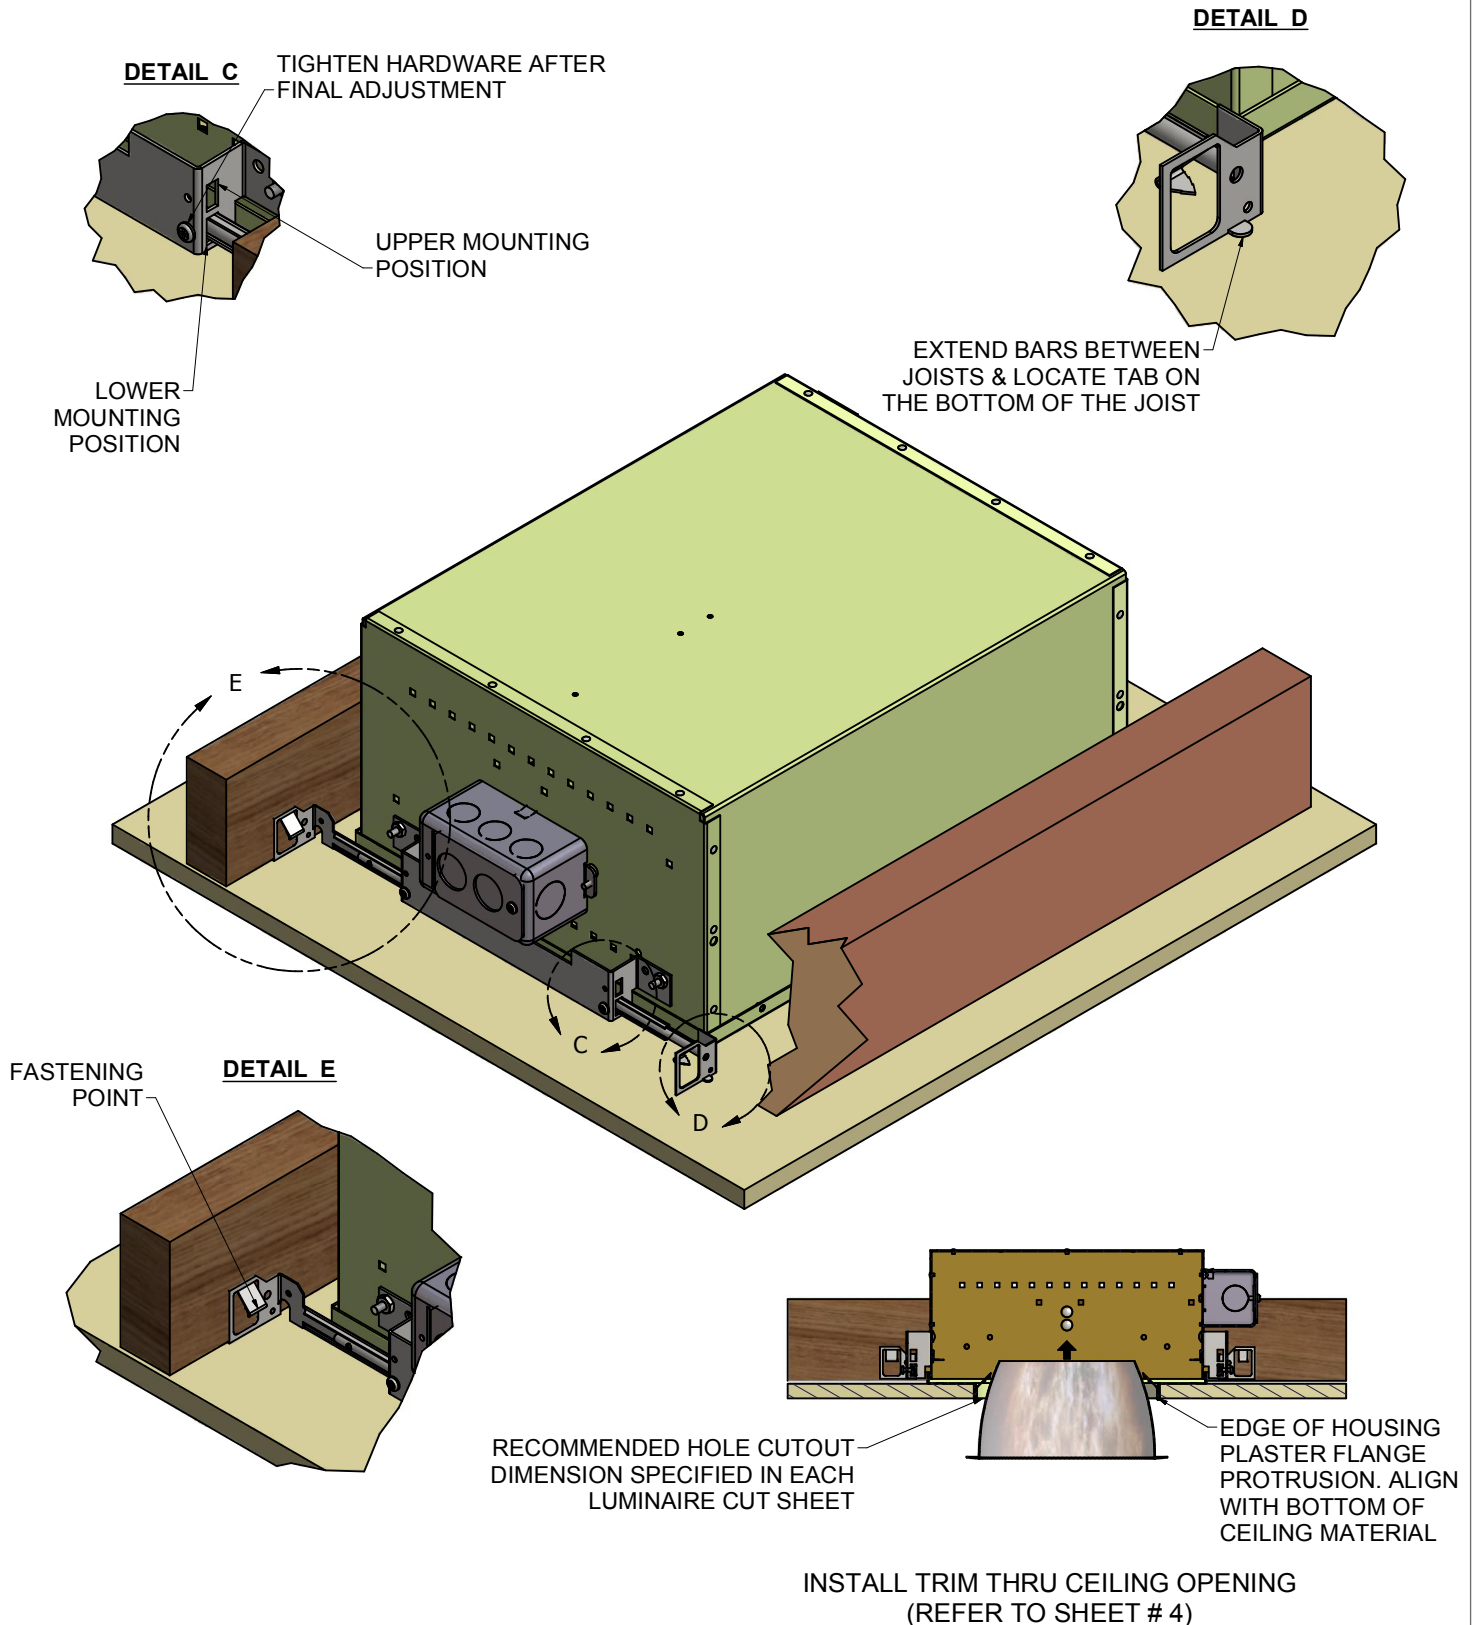 DETAIL D
DETAIL C
TIGHTEN HARDWARE AFTER
FINAL ADJUSTMENT
UPPER MOUNTING
POSITION
LOWER
MOUNTING
POSITION
EXTEND BARS BETWEEN
JOISTS & LOCATE TAB ON
THE BOTTOM OF THE JOIST
E
C
D
DETAIL E
FASTENING
POINT
RECOMMENDED HOLE CUTOUT
DIMENSION SPECIFIED IN EACH
LUMINAIRE CUT SHEET
EDGE OF HOUSING
PLASTER FLANGE
PROTRUSION. ALIGN
WITH BOTTOM OF
CEILING MATERIAL
INSTALL TRIM THRU CEILING OPENING
(REFER TO SHEET # 4)